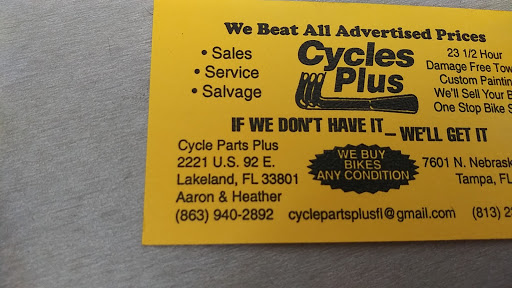 We Beat All Advertised Prices
• Sales
• Service
• Salvage
Cycles
Plus
23 1/2 Hour
Damage Free
Custom
We'll Sell Your
One Stop Bike
IF WE DON'T HAVE IT... WE'LL GET IT
Cycle Parts Plus
2221 U.S. 92 E.
Lakeland, FL 33801
Aaron & Heather
(863) 940-2892 cyclepartsplusfl@gmail.com (813)
WE BUY
BIKES
ANY CONDITION
7601 N.
Tampa, FL